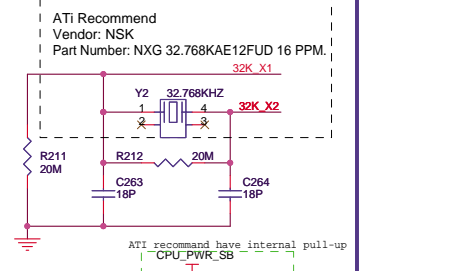 ATi Recommend
Vendor: NSK
Part Number: NXG 32.768KAE12FUD 16 PPM.
32K_X1
Y2 32.768KHZ
1 4 32K_X2
2 3
R211 R212 20M
20M
C263 C264
18P 18P
ATI recommand have internal pull-up
CPU_PWR_SB